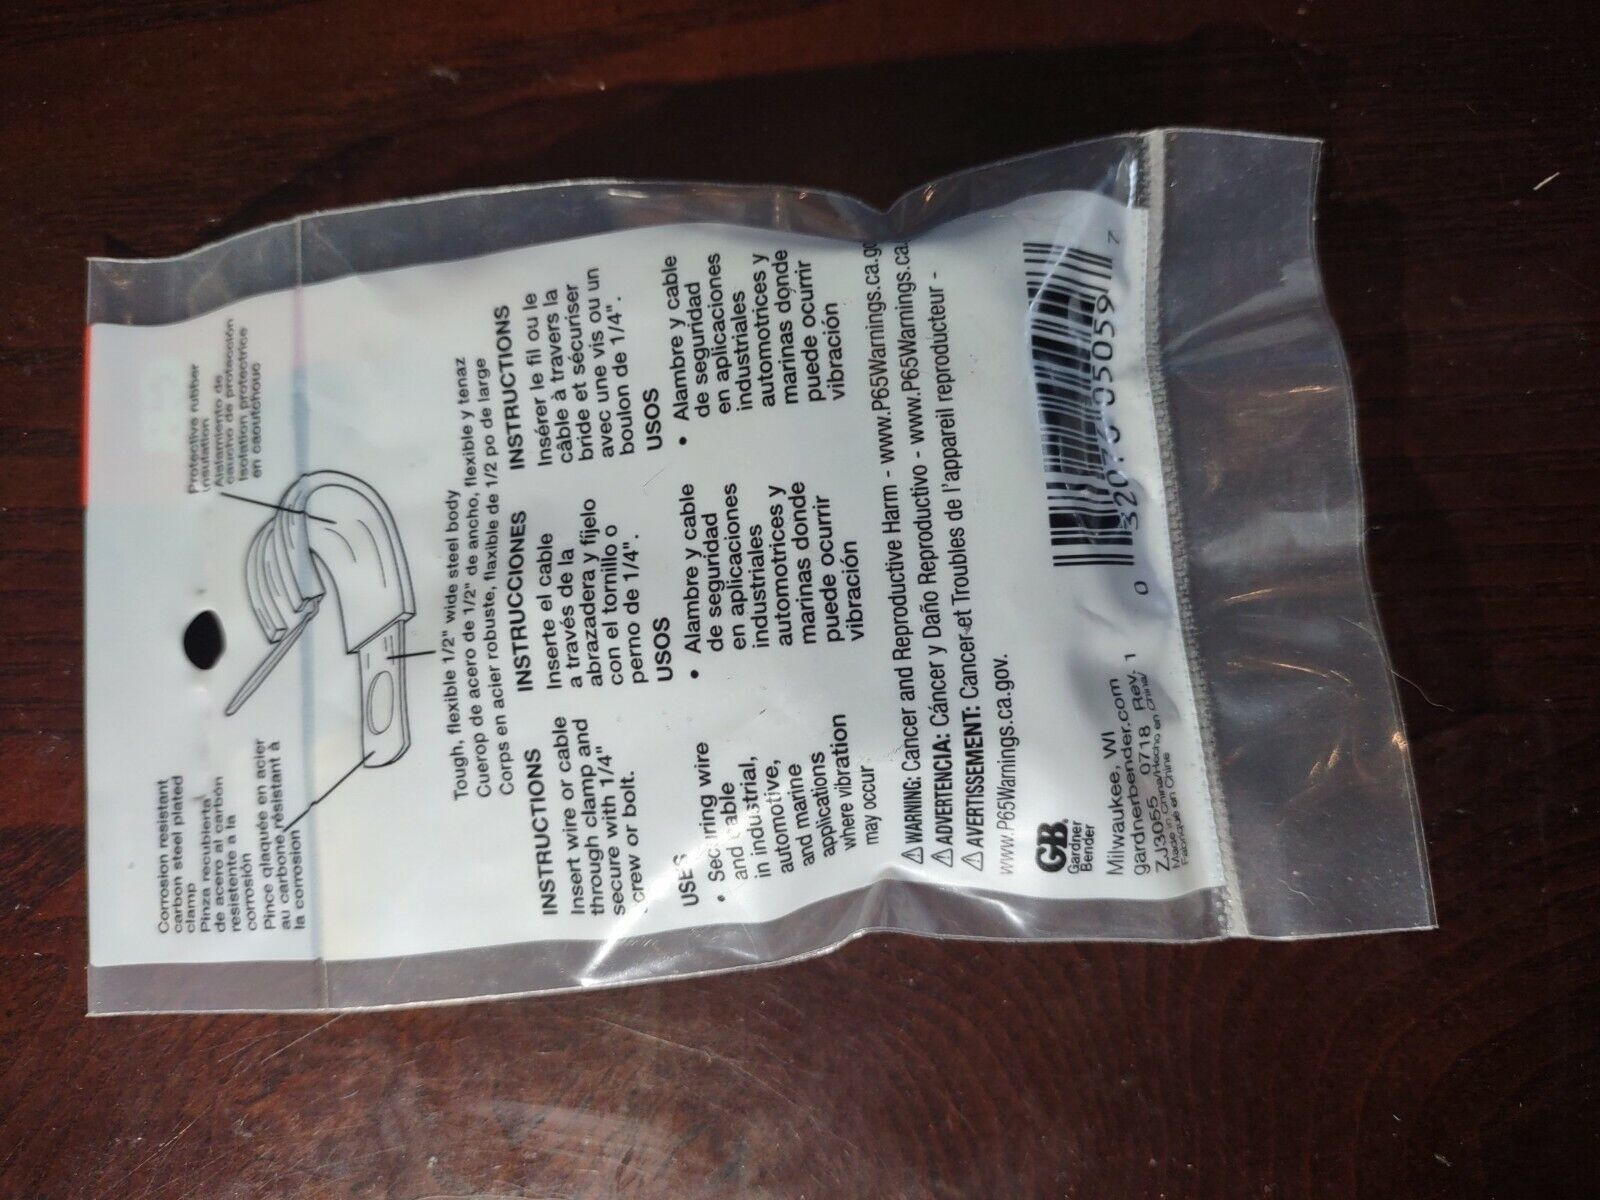 Corrosion resistant
carbon steel plated
clamp
Pinza recubierta
de acero al carbón
resistente a la
corrosión
Pince qlaquée en acier
au carbone résistant à
la corrosion
Protective rubber
insulation
Aislamiento de
caucho de protección
Isolation protectrice
en caoutchouc
Tough, flexible 1/2" wide steel body
Cuerop de acero de 1/2" de ancho, flexible y tenaz
Corps en acier robuste, flaxible de 1/2 po de large
INSTRUCTIONS
Insert wire or cable
through clamp and
secure with 1/4"
screw or bolt.
USES
• Securing wire
and cable
in industrial,
automotive,
and marine
applications
where vibration
may occur
INSTRUCCIONES
Inserte el cable
a través de la
abrazadera y fíjelo
con el tornillo o
perno de 1/4".
USOS
• Alambre y cable
de seguridad
en aplicaciones
industriales
automotrices y
marinas donde
puede ocurrir
vibración
INSTRUCTIONS
Insérer le fil ou le
câble à travers la
bride et sécuriser
avec une vis ou un
boulon de 1/4".
USOS
• Alambre y cable
de seguridad
en aplicaciones
industriales
automotrices y
marinas donde
puede ocurrir
vibración
⚠WARNING: Cancer and Reproductive Harm - www.P65Warnings.ca.go
⚠ADVERTENCIA: Cáncer y Daño Reproductivo - www.P65Warnings.ca.
⚠AVERTISSEMENT: Cancer et Troubles de l'appareil reproducteur -
www.P65Warnings.ca.gov.
GB®
Gardner
Bender
Milwaukee, WI
gardnerbender.com
ZJ3055 0718 Rev. 1
Made in China/Hecho en China/
Fabriqué en Chine
0 32076 05059 7